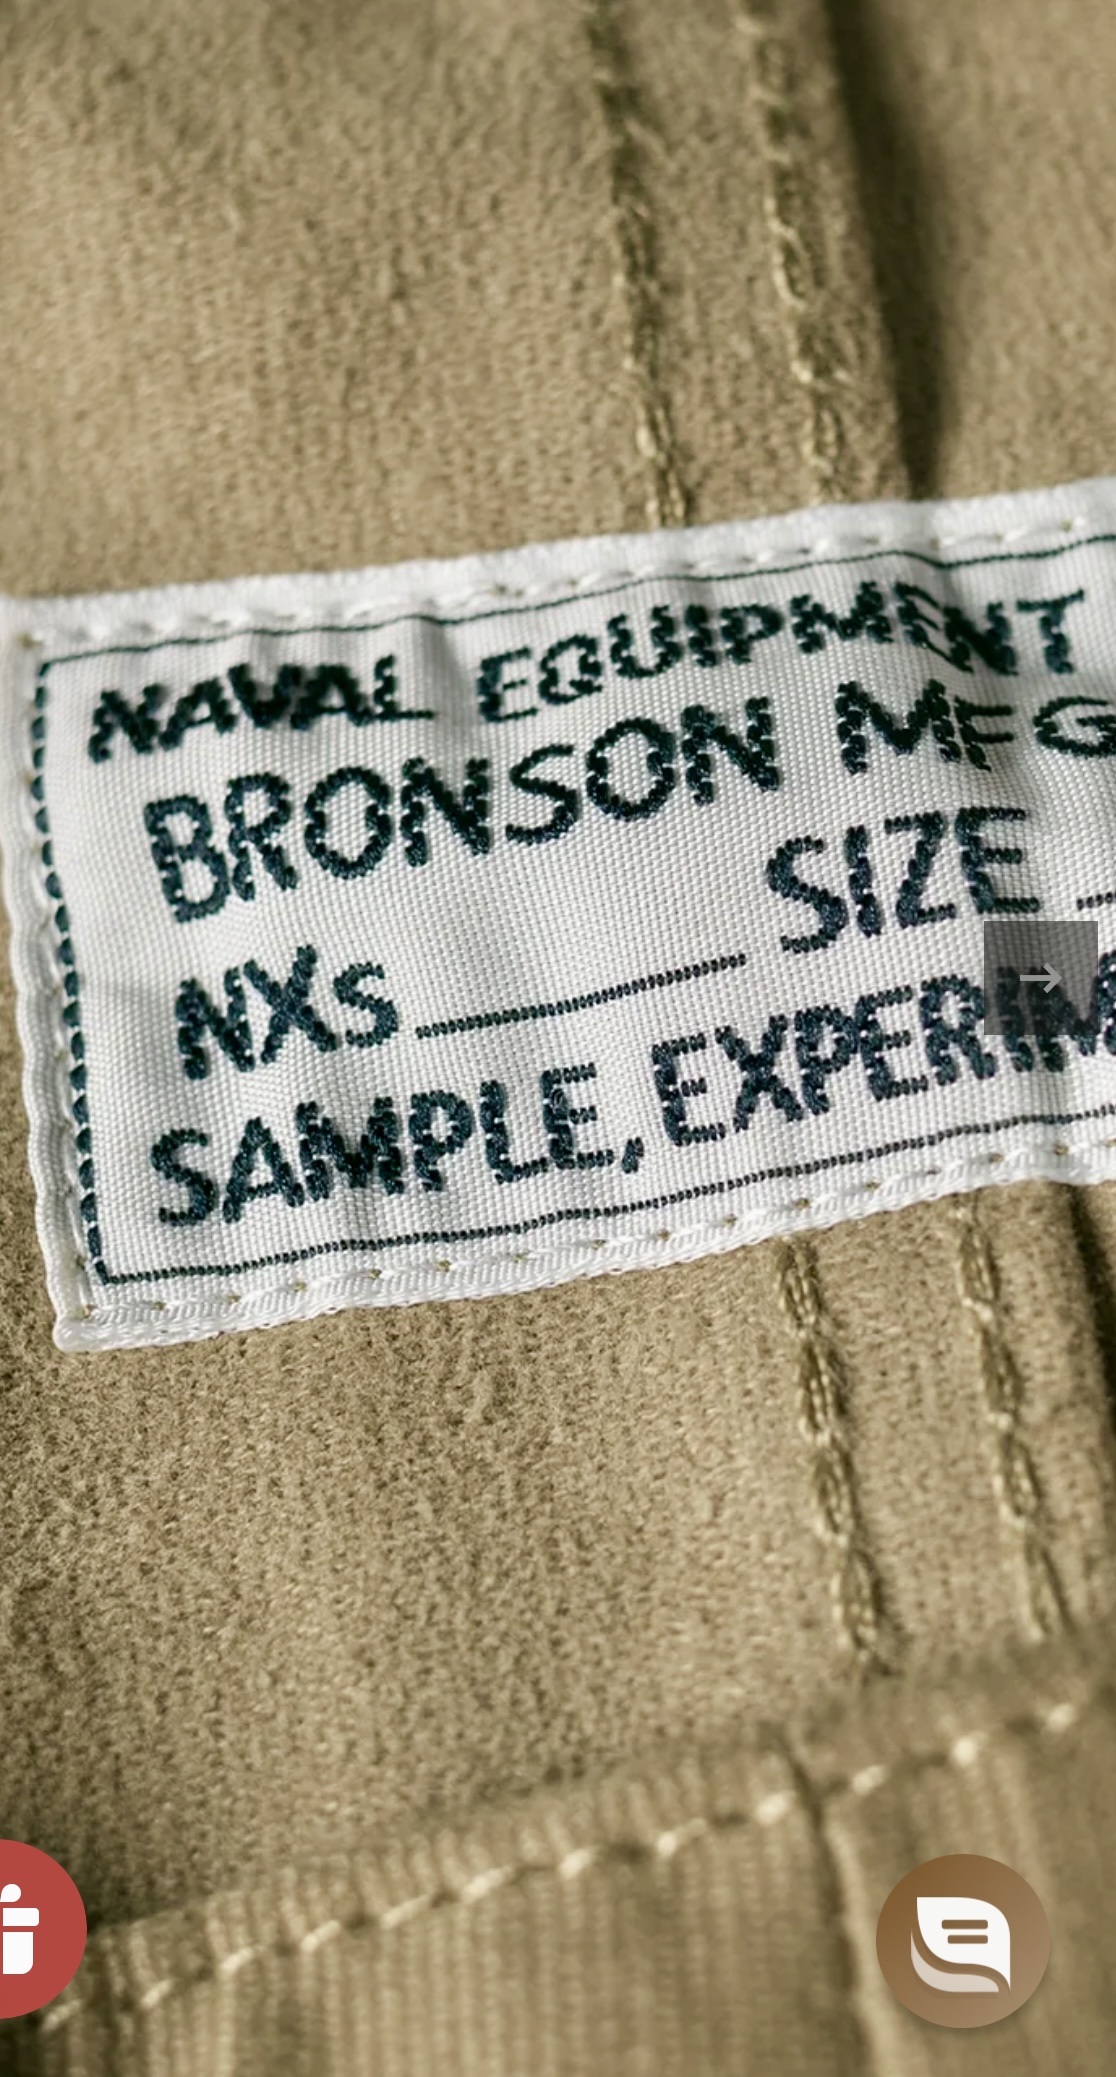 NAVAL EQUIPMENT
BRONSON MFG
NXs SIZE
SAMPLE, EXPERIM